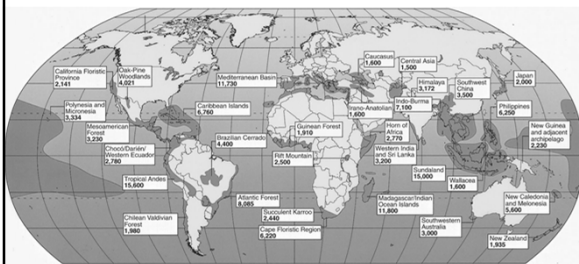 California Floristic
Province
2,141
Oak-Pine
Woodlands
4,021
Mediterranean Basin
11,730
Caucasus
1,600
Central Asia
1,500
Himalaya
3,172
Southwest
China
3,500
Japan
2,000
Polynesia and
Micronesia
3,334
Mesoamerican
Forest
3,230
Caribbean Islands
6,760
Irano-Anatolian
1,600
Indo-Burma
7,100
Philippines
6,250
Chocó/Darién/
Western Ecuador
2,780
Brazilian Cerrado
4,400
Guinean Forest
1,910
Horn of
Africa
2,770
New Guinea
and adjacent
archipelago
2,230
Rift Mountain
2,500
Western India
and Sri Lanka
3,200
Tropical Andes
15,600
Sundaland
15,000
Wallacea
1,600
Atlantic Forest
8,085
Succulent Karroo
2,440
Cape Floristic Region
6,220
Madagascar/Indian
Ocean Islands
11,800
New Caledonia
and Melonesia
5,600
Chilean Valdivian
Forest
1,980
Southwestern
Australia
3,000
New Zealand
1,935